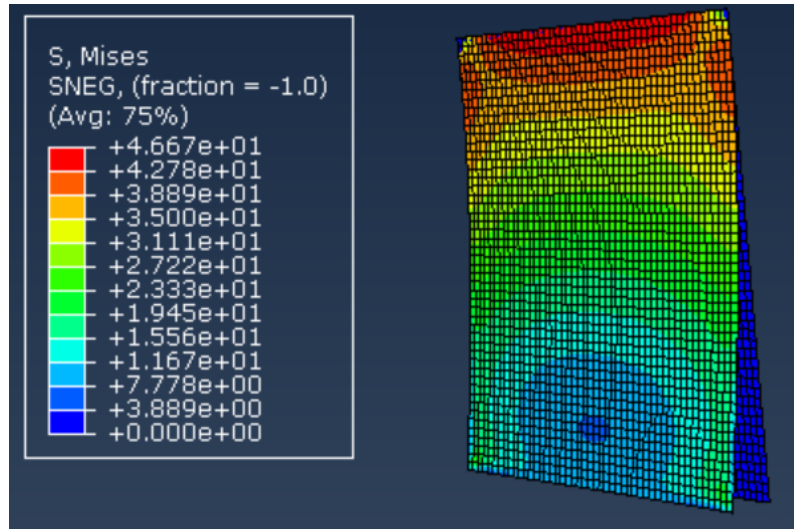 S, Mises
SNEG, (fraction = -1.0)
(Avg: 75%)
+4.667e+01
+4.278e+01
+3.889e+01
+3.500e+01
+3.111e+01
+2.722e+01
+2.333e+01
+1.945e+01
+1.556e+01
+1.167e+01
+7.778e+00
+3.889e+00
+0.000e+00